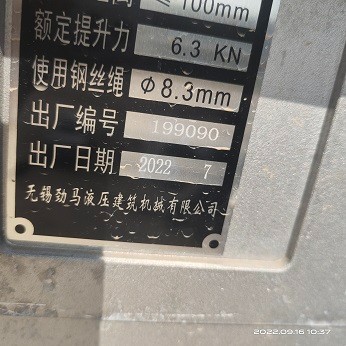 ≤100mm
额定提升力 6.3 KN
使用钢丝绳 Φ8.3mm
出厂编号 199090
出厂日期 2022 7
无锡劲马液压建筑机械有限公司
2022.09.16 10:37